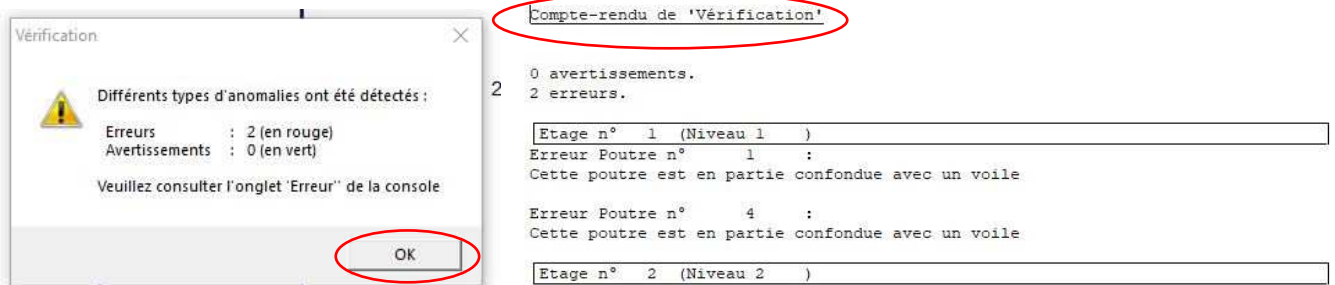 Vérification
Différents types d'anomalies ont été détectés :
Erreurs : 2 (en rouge)
Avertissements : 0 (en vert)
Veuillez consulter l'onglet 'Erreur'' de la console
OK
2
Compte-rendu de 'Vérification'
0 avertissements.
2 erreurs.
Etage n° 1 (Niveau 1 )
Erreur Poutre n° 1 :
Cette poutre est en partie confondue avec un voile
Erreur Poutre n° 4 :
Cette poutre est en partie confondue avec un voile
Etage n° 2 (Niveau 2 )